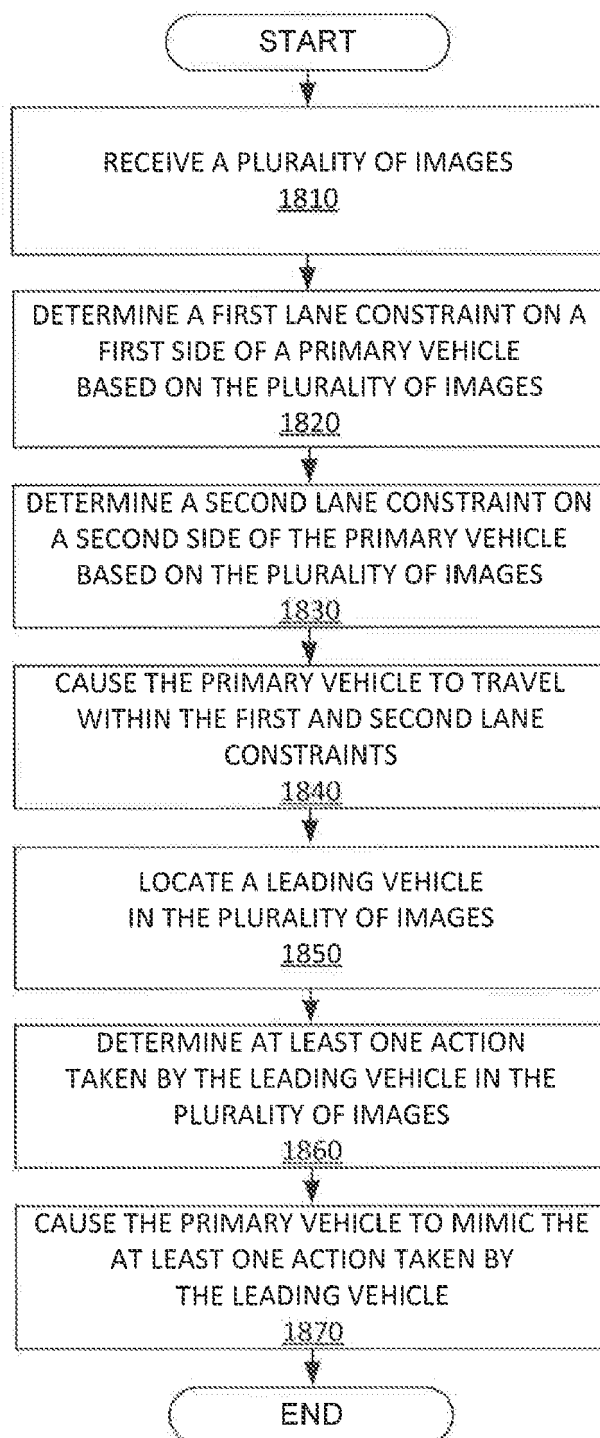 START
RECEIVE A PLURALITY OF IMAGES
1810
DETERMINE A FIRST LANE CONSTRAINT ON A
FIRST SIDE OF A PRIMARY VEHICLE
BASED ON THE PLURALITY OF IMAGES
1820
DETERMINE A SECOND LANE CONSTRAINT ON
A SECOND SIDE OF THE PRIMARY VEHICLE
BASED ON THE PLURALITY OF IMAGES
1830
CAUSE THE PRIMARY VEHICLE TO TRAVEL
WITHIN THE FIRST AND SECOND LANE
CONSTRAINTS
1840
LOCATE A LEADING VEHICLE
IN THE PLURALITY OF IMAGES
1850
DETERMINE AT LEAST ONE ACTION
TAKEN BY THE LEADING VEHICLE IN THE
PLURALITY OF IMAGES
1860
CAUSE THE PRIMARY VEHICLE TO MIMIC THE
AT LEAST ONE ACTION TAKEN BY
THE LEADING VEHICLE
1870
END